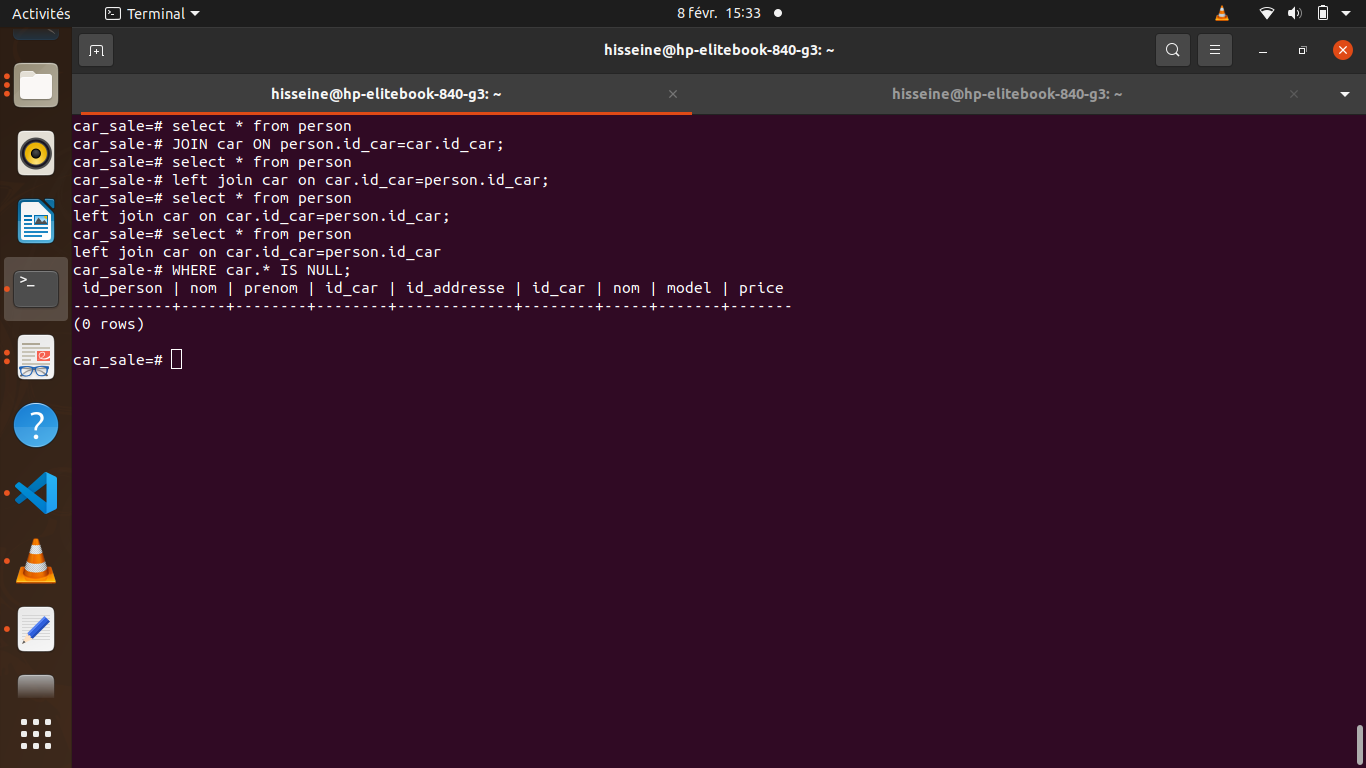 Activités
Terminal
8 févr. 15:33
hisseine@hp-elitebook-840-g3: ~
hisseine@hp-elitebook-840-g3: ~
hisseine@hp-elitebook-840-g3: ~
car_sale=# select * from person
car_sale-# JOIN car ON person.id_car=car.id_car;
car_sale=# select * from person
car_sale-# left join car on car.id_car=person.id_car;
car_sale=# select * from person
left join car on car.id_car=person.id_car;
car_sale=# select * from person
left join car on car.id_car=person.id_car
car_sale-# WHERE car.* IS NULL;
 id_person | nom | prenom | id_car | id_addresse | id_car | nom | model | price
-----------+-----+--------+--------+-------------+--------+-----+-------+-------
(0 rows)
car_sale=#